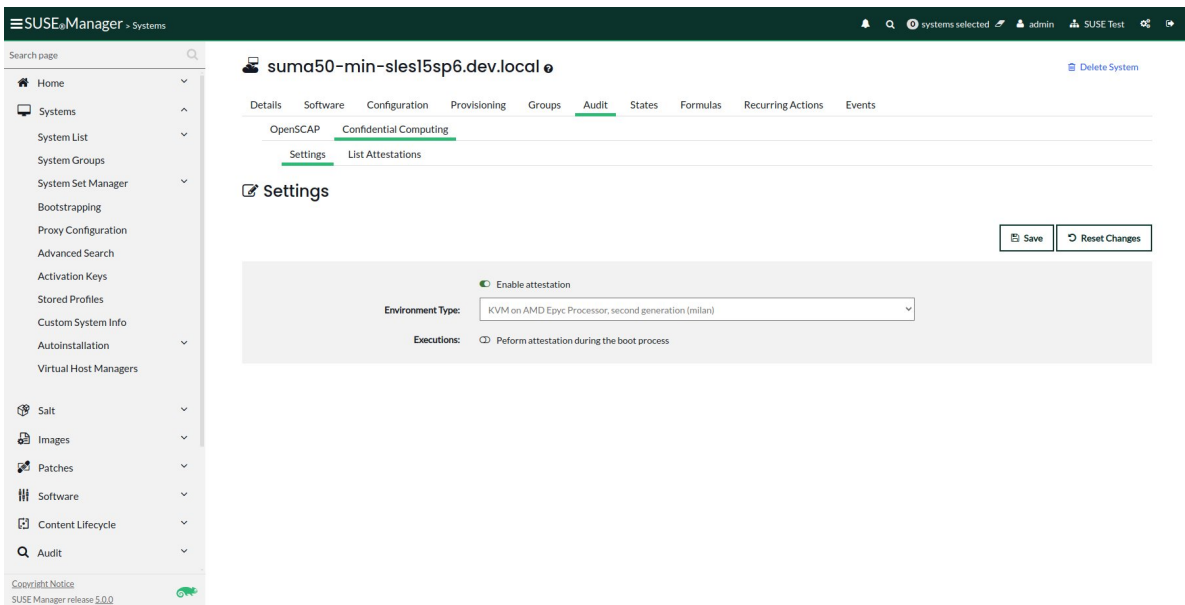 SUSE®Manager > Systems
0 systems selected admin SUSE Test
Search page
Home
Systems
System List
System Groups
System Set Manager
Bootstrapping
Proxy Configuration
Advanced Search
Activation Keys
Stored Profiles
Custom System Info
Autoinstallation
Virtual Host Managers
Salt
Images
Patches
Software
Content Lifecycle
Audit
Copyright Notice
SUSE Manager release 5.0.0
suma50-min-sles15sp6.dev.local
Delete System
Details Software Configuration Provisioning Groups Audit States Formulas Recurring Actions Events
OpenSCAP Confidential Computing
Settings List Attestations
Settings
Save Reset Changes
Enable attestation
Environment Type: KVM on AMD Epyc Processor, second generation (milan)
Executions: Peform attestation during the boot process